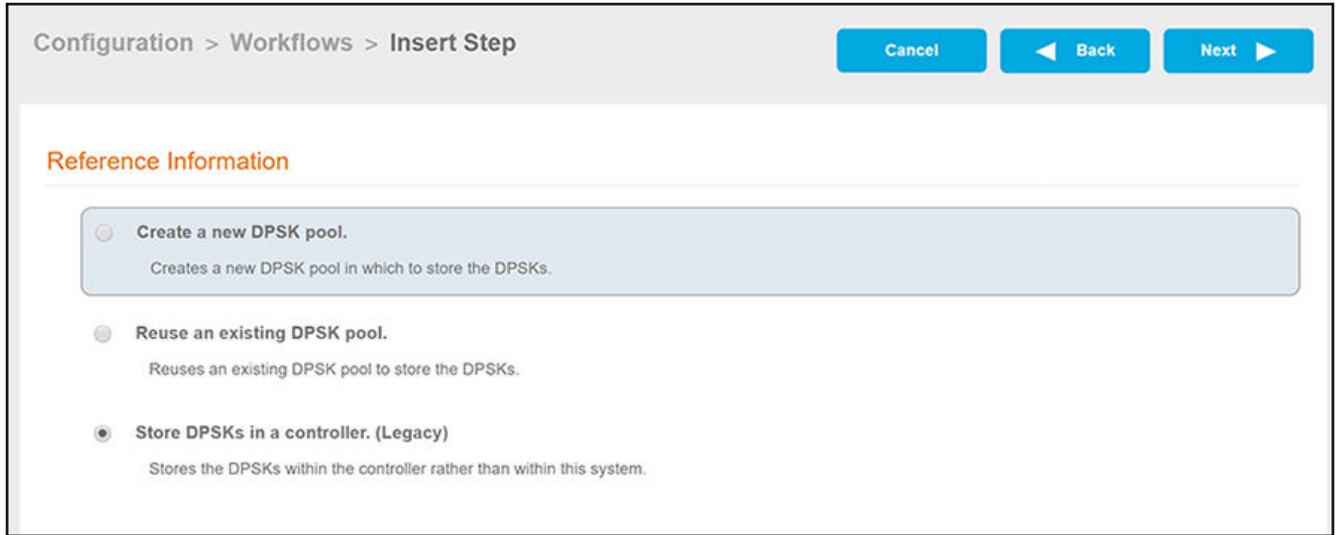 Configuration > Workflows > Insert Step
Cancel
Back
Next
Reference Information
Create a new DPSK pool.
Creates a new DPSK pool in which to store the DPSKs.
Reuse an existing DPSK pool.
Reuses an existing DPSK pool to store the DPSKs.
Store DPSKs in a controller. (Legacy)
Stores the DPSKs within the controller rather than within this system.